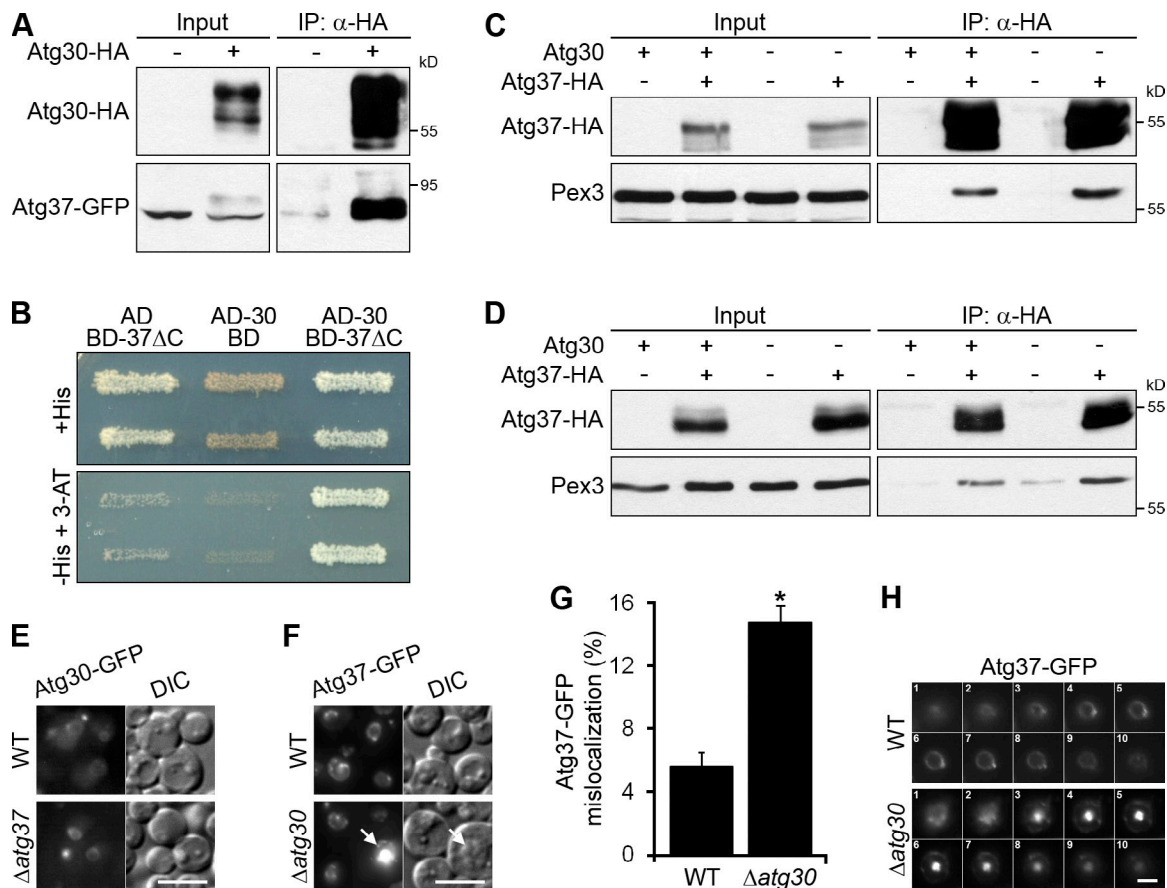 A
Input
IP: α-HA
Atg30-HA
- + - +
kD
Atg30-HA
55
95
Atg37-GFP
B
AD
BD-37ΔC
AD-30
BD
AD-30
BD-37ΔC
+His
-His + 3-AT
C
Input
IP: α-HA
Atg30
+ + - - + + - -
Atg37-HA
- + - + - + - +
kD
Atg37-HA
55
Pex3
55
D
Input
IP: α-HA
Atg30
+ + - - + + - -
Atg37-HA
- + - + - + - +
kD
Atg37-HA
55
Pex3
55
E
Atg30-GFP
DIC
WT
Δatg37
F
Atg37-GFP
DIC
WT
Δatg30
G
Atg37-GFP
mislocalization (%)
16
12
8
4
0
*
WT
Δatg30
H
Atg37-GFP
WT
1 2 3 4 5
6 7 8 9 10
Δatg30
1 2 3 4 5
6 7 8 9 10